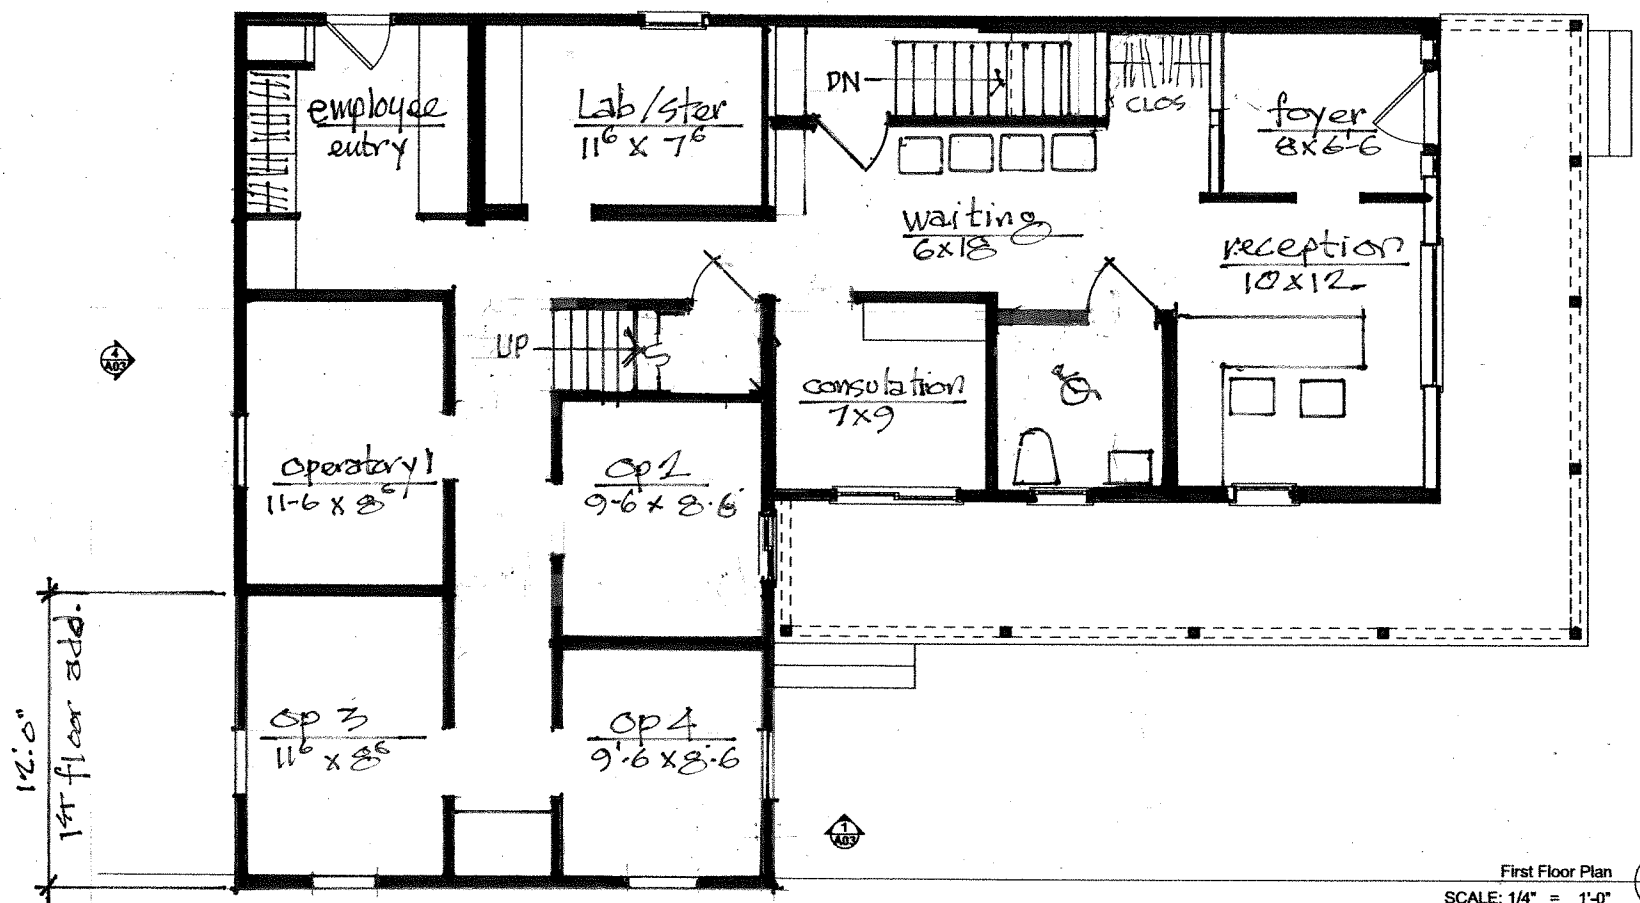 employee
entry
Lab/ster
11⁶ x 7⁶
DN
CLOS
foyer
8x6'-6
waiting
6x18
reception
10x12
UP
consulation
7x9
4
A03
operatory 1
11-6 x 8⁶
op 2
9-6 x 8-6
12'.0"
1st floor add.
op 3
11⁶ x 8⁶
op 4
9'-6 x 8'-6
1
A03
First Floor Plan
SCALE: 1/4" = 1'-0"